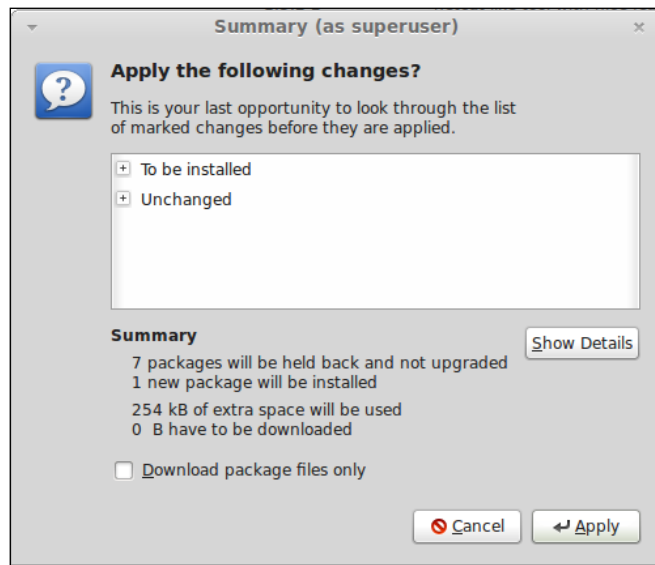 Summary (as superuser)
Apply the following changes?
This is your last opportunity to look through the list
of marked changes before they are applied.
To be installed
Unchanged
Summary
Show Details
7 packages will be held back and not upgraded
1 new package will be installed
254 kB of extra space will be used
0 B have to be downloaded
Download package files only
Cancel
Apply